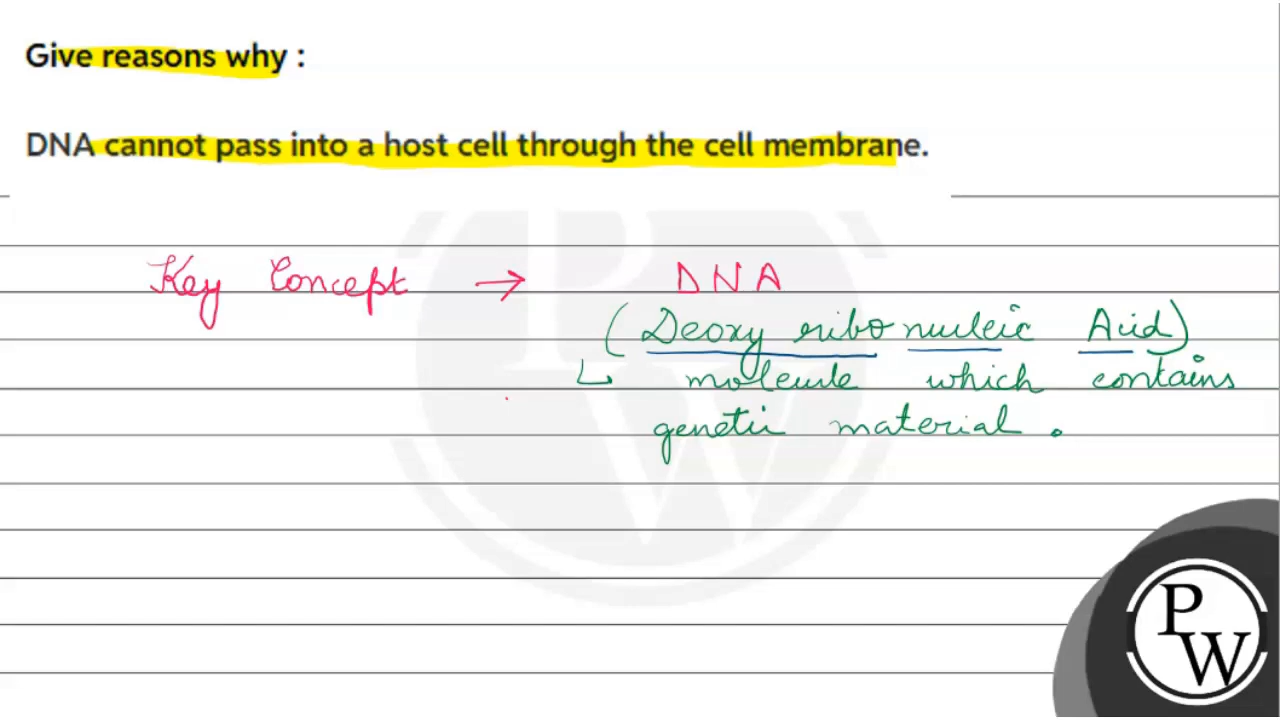 Give reasons why :
DNA cannot pass into a host cell through the cell membrane.
Key Concept → DNA
(Deoxy ribo nucleic Acid)
↳ molecule which contains
genetic material .
P
W